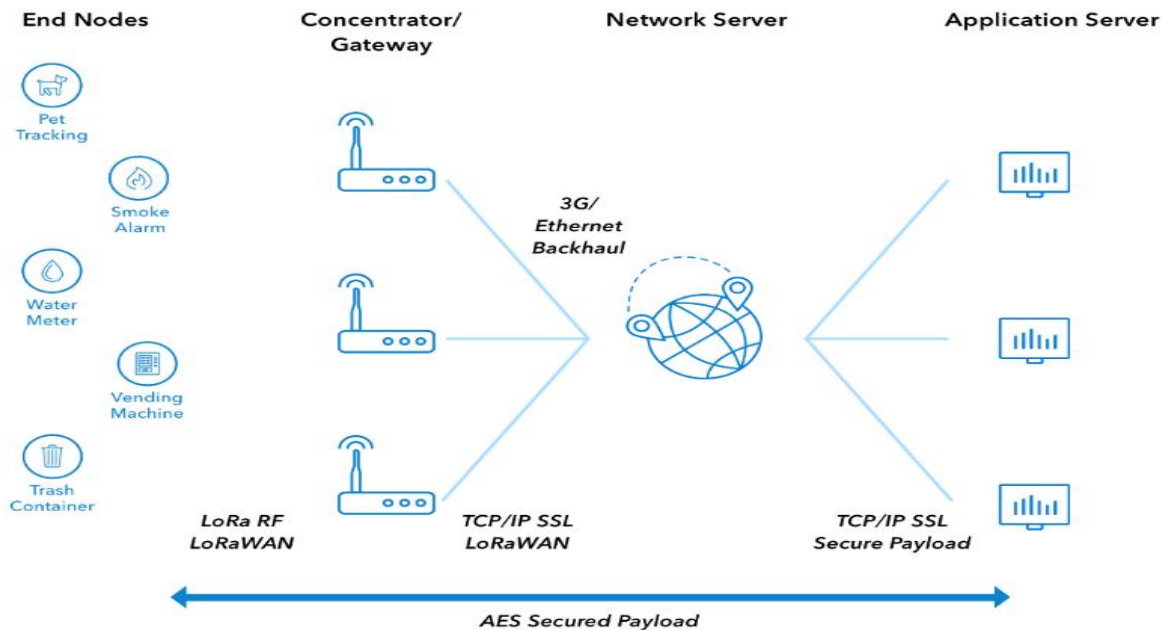 End Nodes
Concentrator/
Gateway
Network Server
Application Server
Pet
Tracking
Smoke
Alarm
Water
Meter
Vending
Machine
Trash
Container
3G/
Ethernet
Backhaul
LoRa RF
LoRaWAN
TCP/IP SSL
LoRaWAN
TCP/IP SSL
Secure Payload
AES Secured Payload